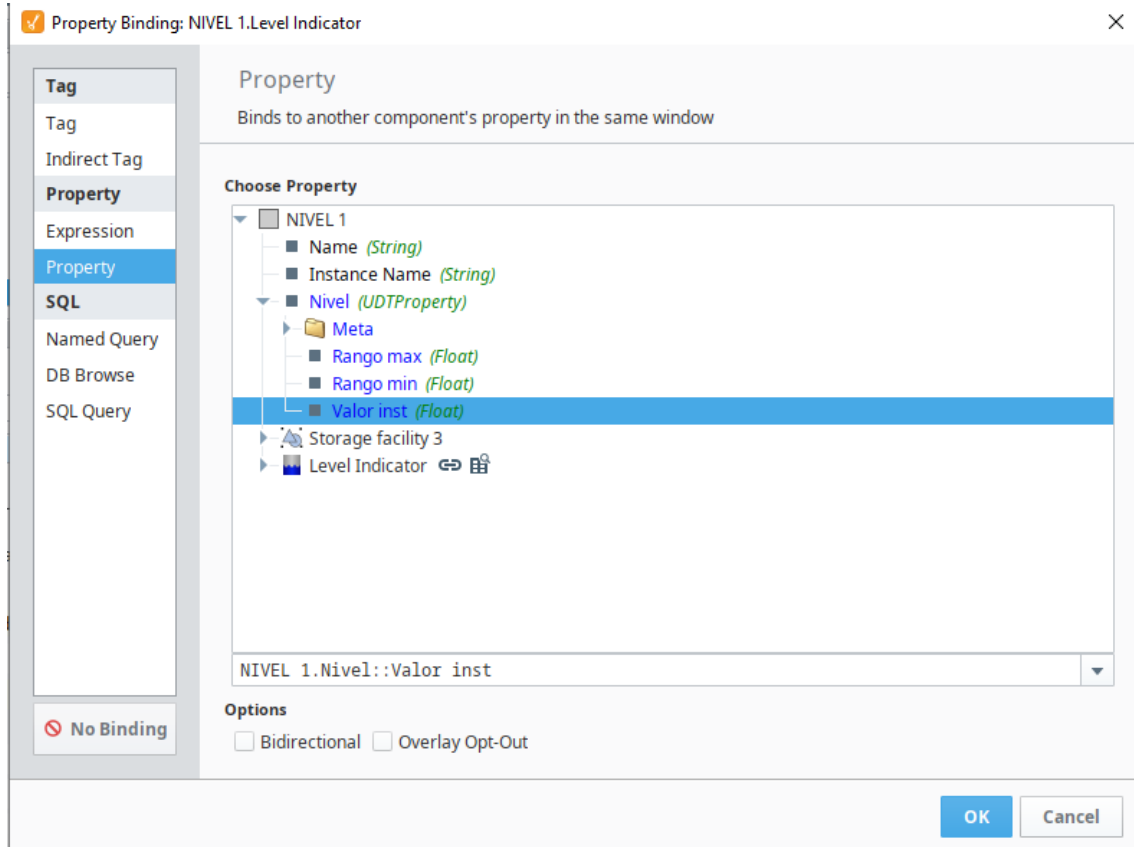 Property Binding: NIVEL 1.Level Indicator
Tag
Tag
Indirect Tag
Property
Expression
Property
SQL
Named Query
DB Browse
SQL Query
No Binding
Property
Binds to another component's property in the same window
Choose Property
NIVEL 1
Name (String)
Instance Name (String)
Nivel (UDTProperty)
Meta
Rango max (Float)
Rango min (Float)
Valor inst (Float)
Storage facility 3
Level Indicator
NIVEL 1.Nivel::Valor inst
Options
Bidirectional Overlay Opt-Out
OK Cancel